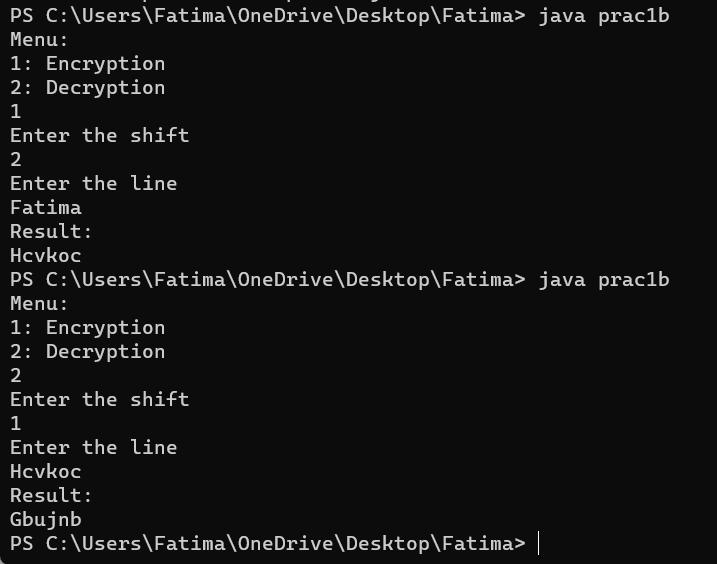 PS C:\Users\Fatima\OneDrive\Desktop\Fatima> java prac1b
Menu:
1: Encryption
2: Decryption
1
Enter the shift
2
Enter the line
Fatima
Result:
Hcvkoc
PS C:\Users\Fatima\OneDrive\Desktop\Fatima> java prac1b
Menu:
1: Encryption
2: Decryption
2
Enter the shift
1
Enter the line
Hcvkoc
Result:
Gbujnb
PS C:\Users\Fatima\OneDrive\Desktop\Fatima>